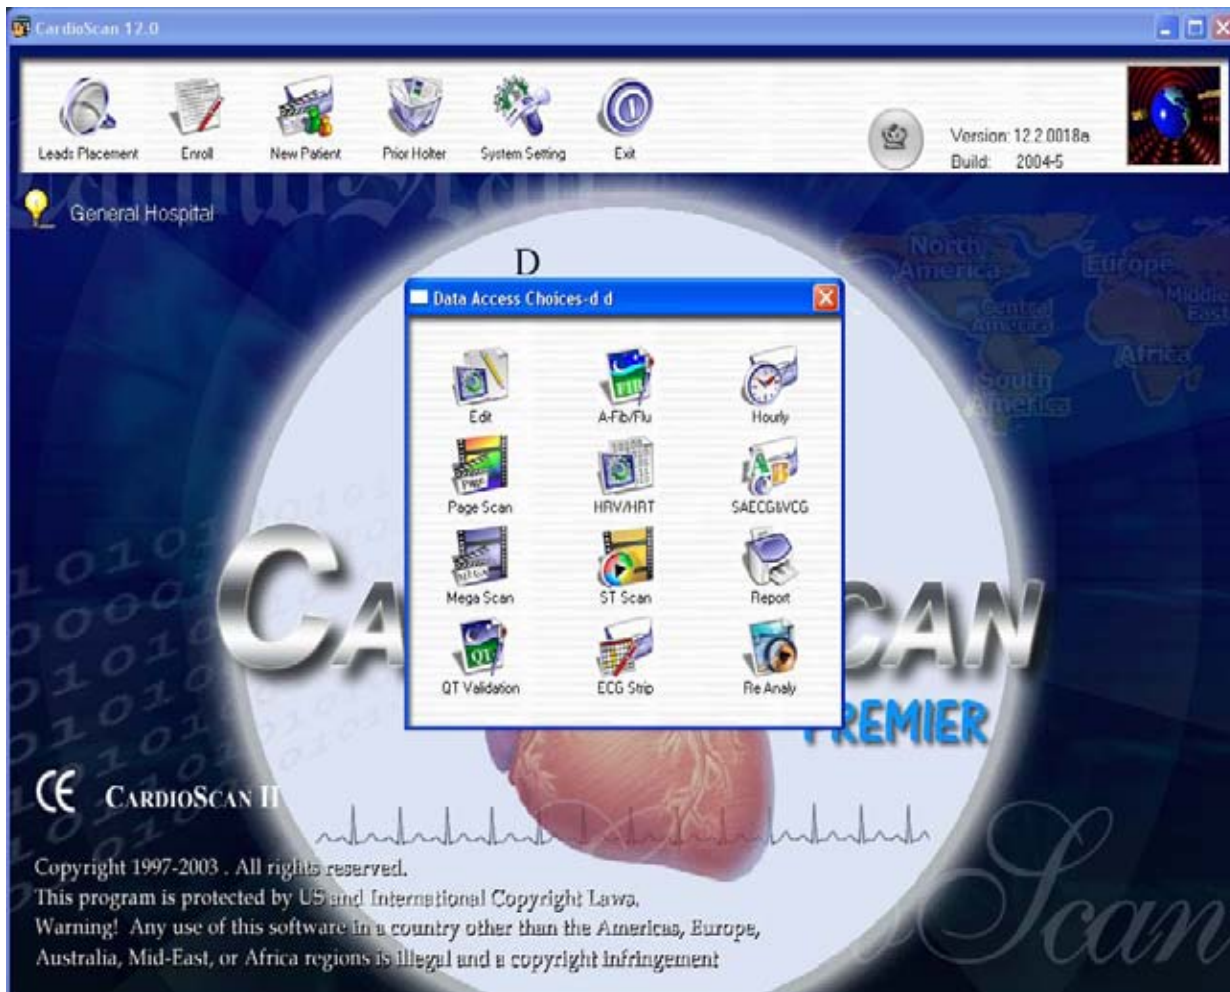 CardioScan 12.0
Leads Placement Enroll New Patient Prior Holter System Setting Exit
Version: 12.2.0018a
Build: 2004-5
General Hospital
North
America
Europe
Middle
East
Central
America
Africa
South
America
D
Data Access Choices-d d
Edit A-Fib/Flu Hourly
Page Scan HRV/HRT SAECG&VCG
Mega Scan ST Scan Report
QT Validation ECG Strip Re Analy
CA CAN
PREMIER
CE CARDIOSCAN II
Copyright 1997-2003 . All rights reserved.
This program is protected by US and International Copyright Laws.
Warning! Any use of this software in a country other than the Americas, Europe,
Australia, Mid-East, or Africa regions is illegal and a copyright infringement
Scan